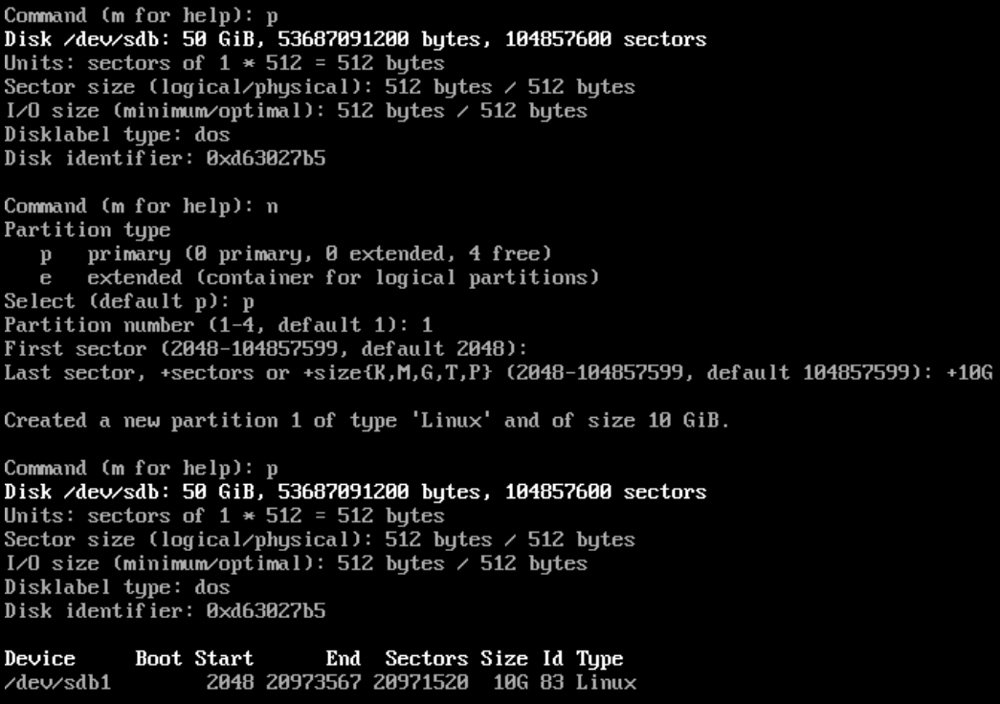 Command (m for help): p
Disk /dev/sdb: 50 GiB, 53687091200 bytes, 104857600 sectors
Units: sectors of 1 * 512 = 512 bytes
Sector size (logical/physical): 512 bytes / 512 bytes
I/O size (minimum/optimal): 512 bytes / 512 bytes
Disklabel type: dos
Disk identifier: 0xd63027b5

Command (m for help): n
Partition type
   p   primary (0 primary, 0 extended, 4 free)
   e   extended (container for logical partitions)
Select (default p): p
Partition number (1-4, default 1): 1
First sector (2048-104857599, default 2048):
Last sector, +sectors or +size{K,M,G,T,P} (2048-104857599, default 104857599): +10G

Created a new partition 1 of type 'Linux' and of size 10 GiB.

Command (m for help): p
Disk /dev/sdb: 50 GiB, 53687091200 bytes, 104857600 sectors
Units: sectors of 1 * 512 = 512 bytes
Sector size (logical/physical): 512 bytes / 512 bytes
I/O size (minimum/optimal): 512 bytes / 512 bytes
Disklabel type: dos
Disk identifier: 0xd63027b5

Device     Boot Start      End  Sectors Size Id Type
/dev/sdb1        2048 20973567 20971520  10G 83 Linux